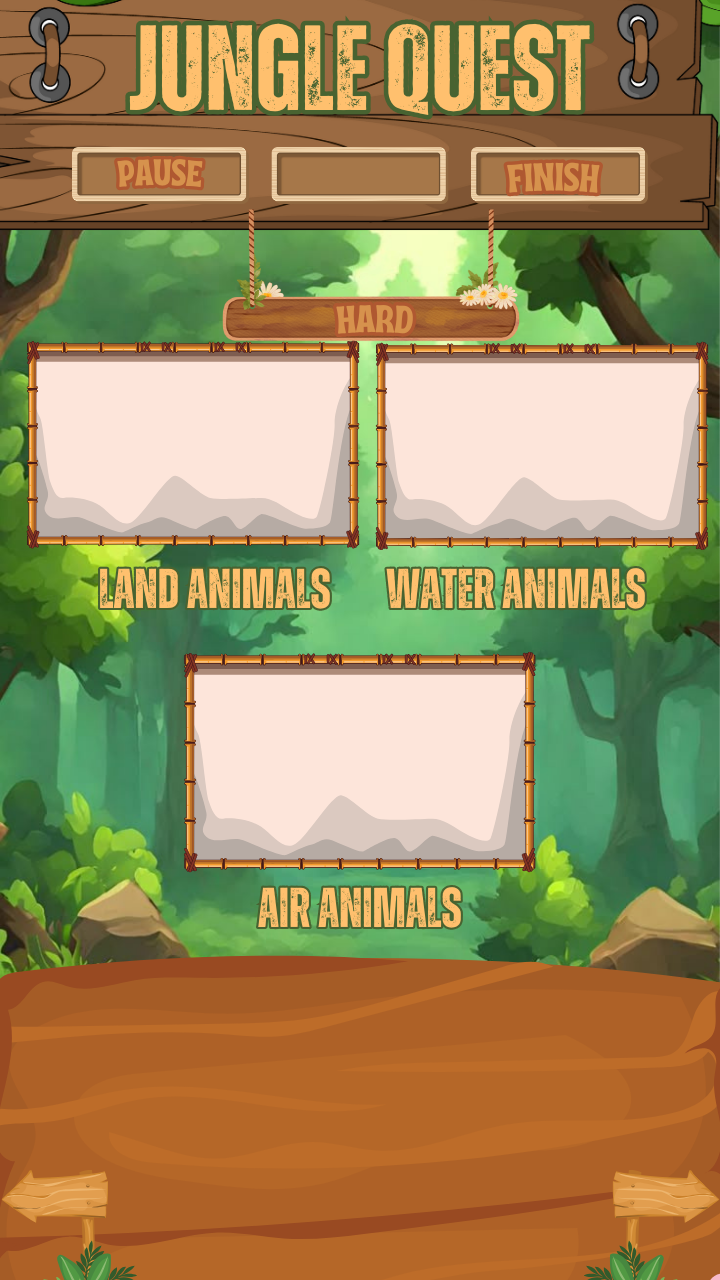 JUNGLE QUEST
PAUSE
FINISH
HARD
LAND ANIMALS
WATER ANIMALS
AIR ANIMALS